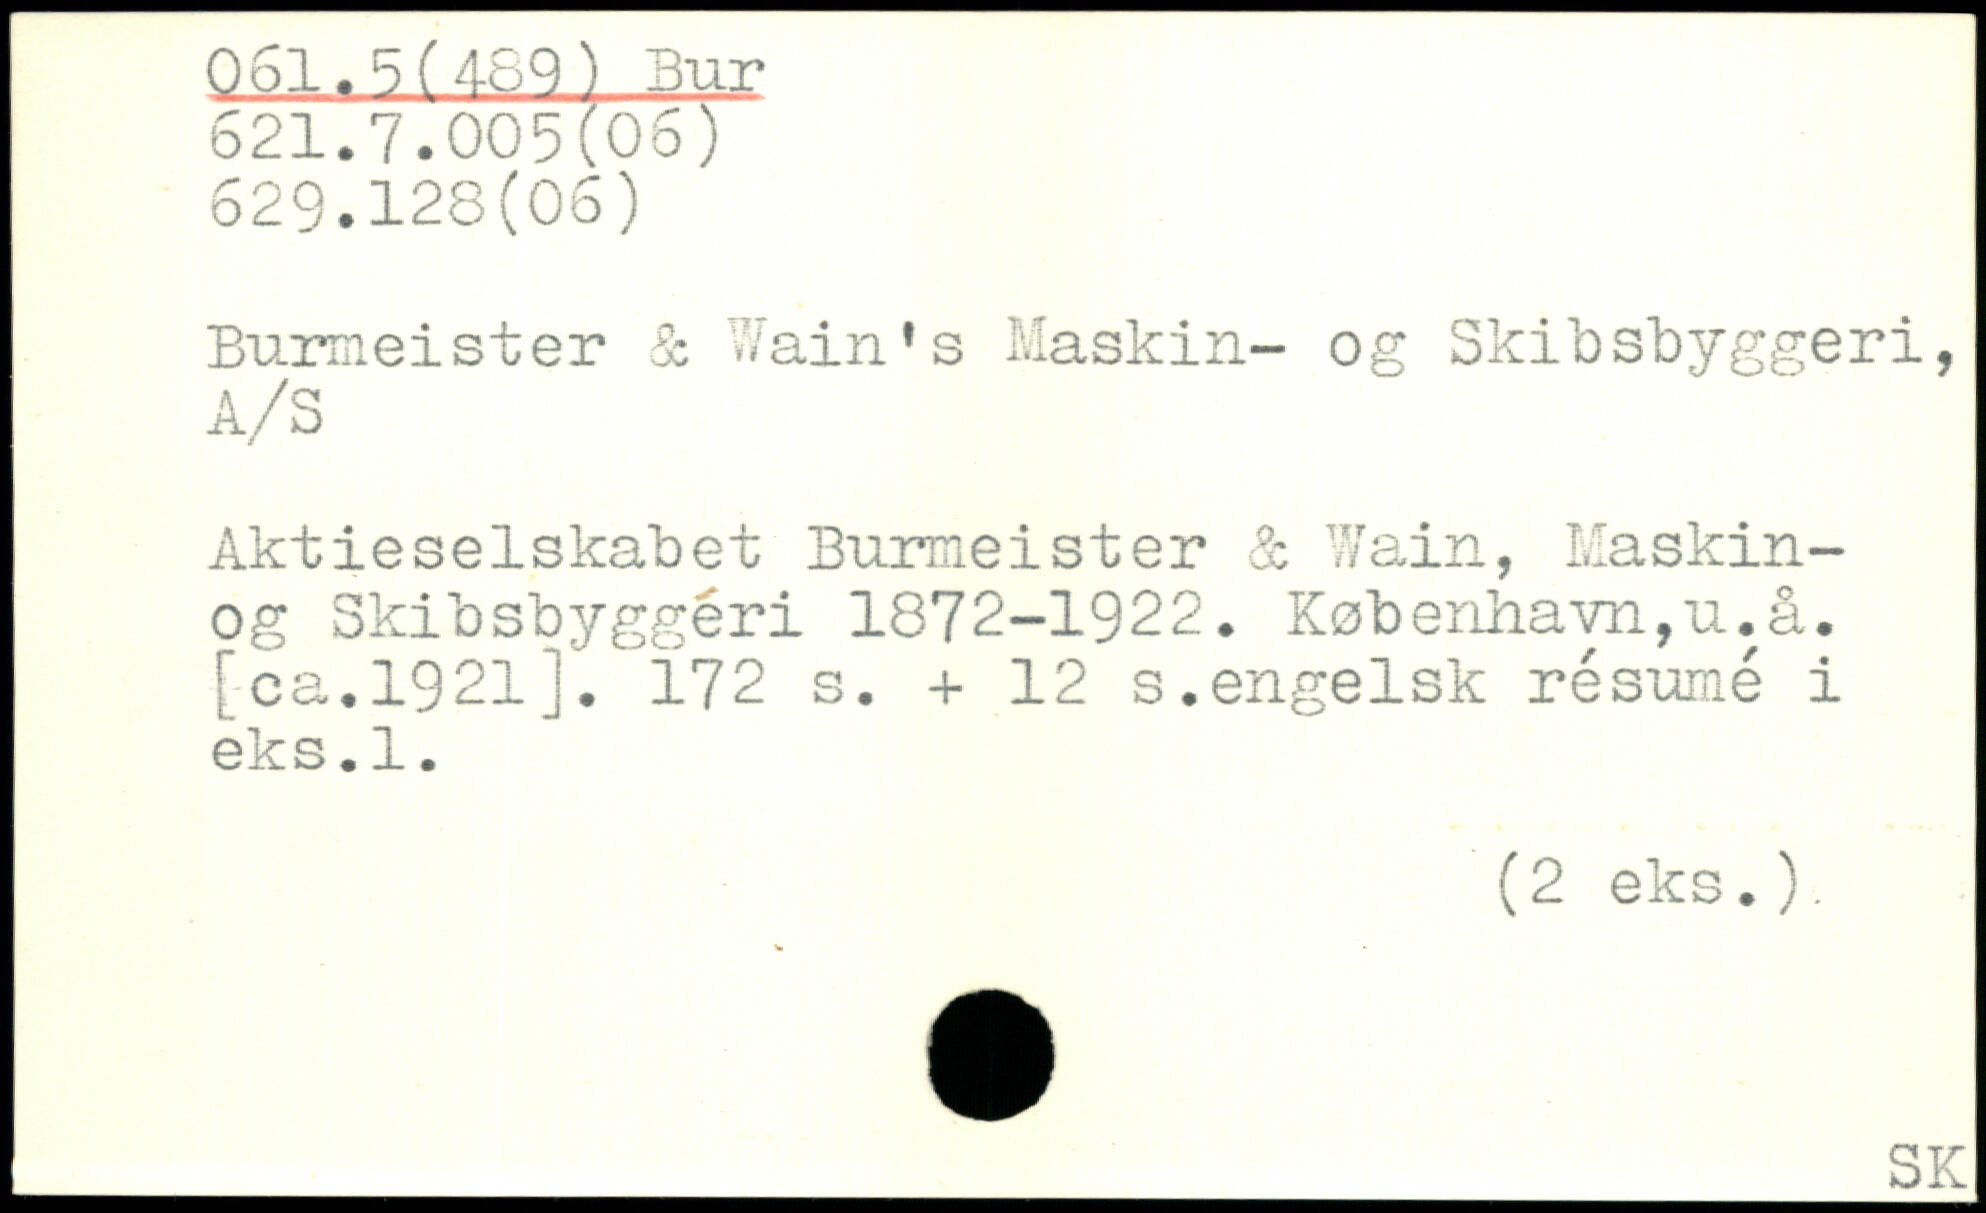 061.5(489) Bur
621.7.005(06)
629.128(06)
Burmeister & Wain's Maskin- og Skibsbyggeri,
A/S
Aktieselskabet Burmeister & Wain, Maskin-
og Skibsbyggeri 1872-1922. København,u.å.
[ca.1921]. 172 s. + 12 s.engelsk résumé i
eks.1.
(2 eks.)
SK